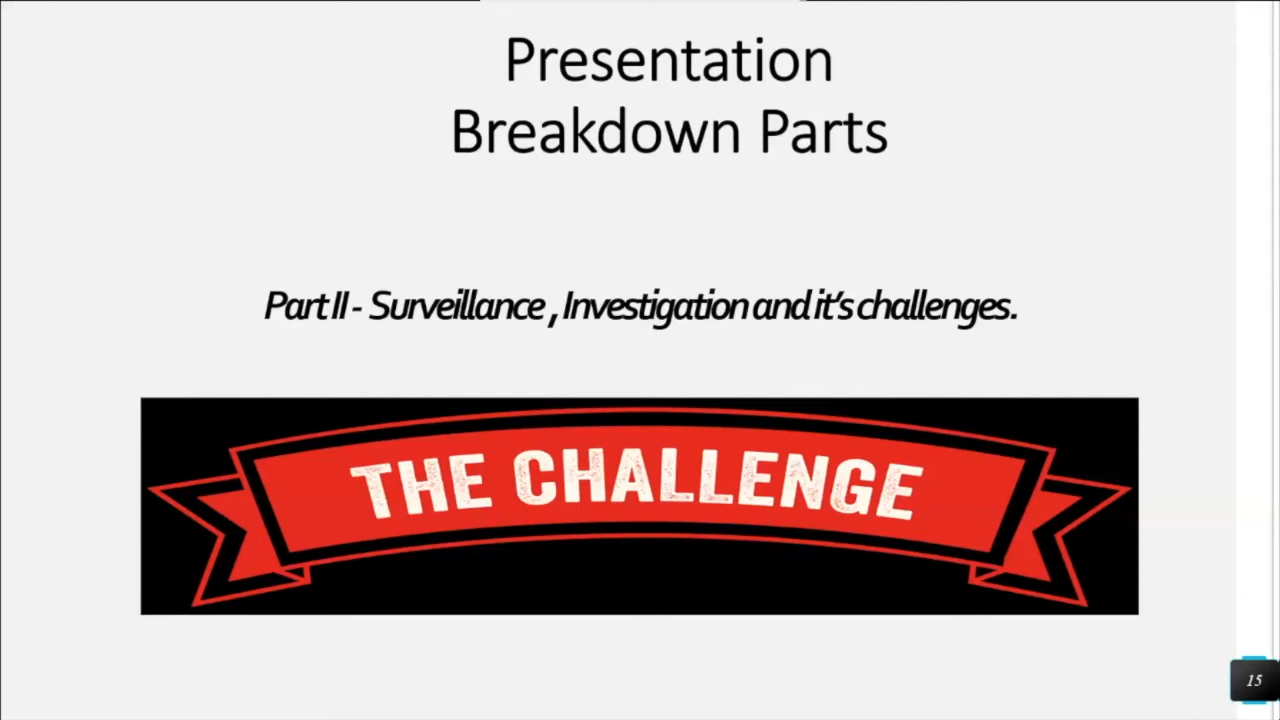 Presentation
Breakdown Parts
Part II - Surveillance , Investigation and it's challenges.
THE CHALLENGE
15